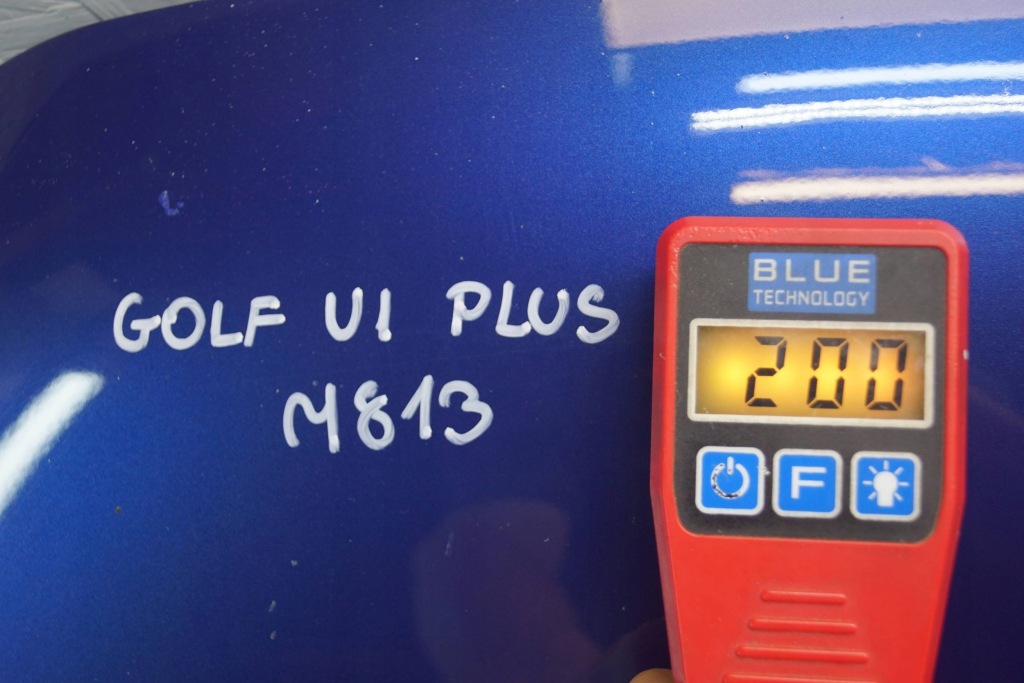 GOLF VI PLUS
M813
BLUE
TECHNOLOGY
200
F